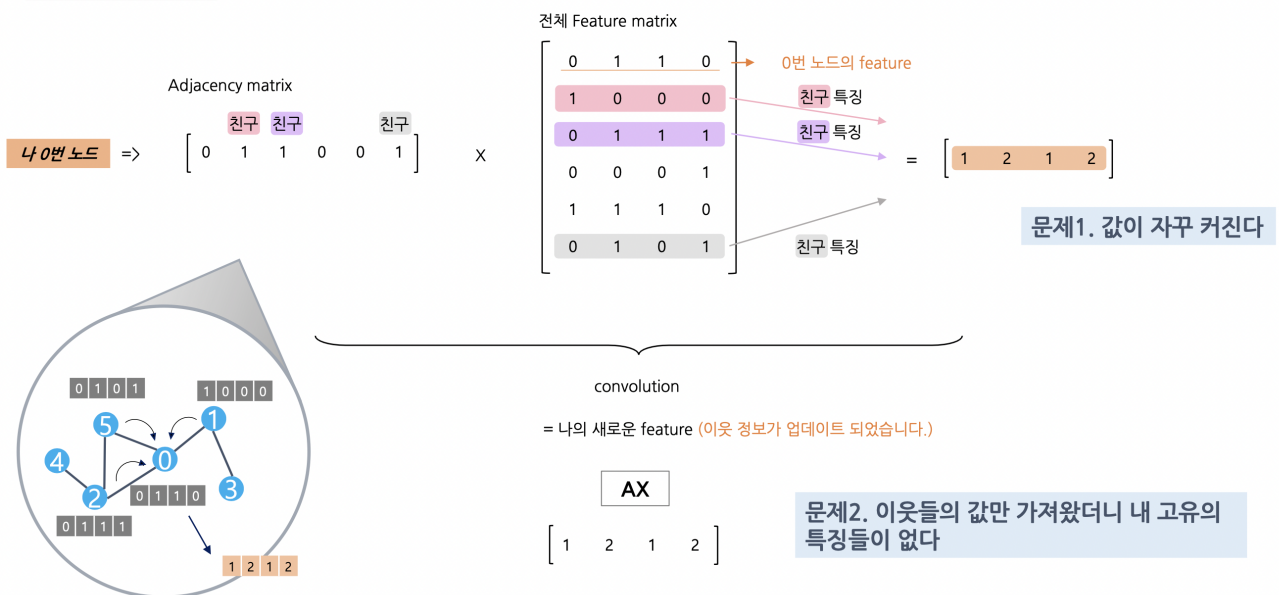 전체 Feature matrix
0 1 1 0
0번 노드의 feature
Adjacency matrix
1 0 0 0
친구 특징
친구 친구 친구
0 1 1 1
친구 특징
나 0번 노드 =>
0 1 1 0 0 1
X
=
1 2 1 2
0 0 0 1
1 1 1 0
문제1. 값이 자꾸 커진다
0 1 0 1
친구 특징
convolution
= 나의 새로운 feature (이웃 정보가 업데이트 되었습니다.)
0 1 0 1
1 0 0 0
5
1
4
0
2
3
0 1 1 0
0 1 1 1
1 2 1 2
AX
1 2 1 2
문제2. 이웃들의 값만 가져왔더니 내 고유의
특징들이 없다